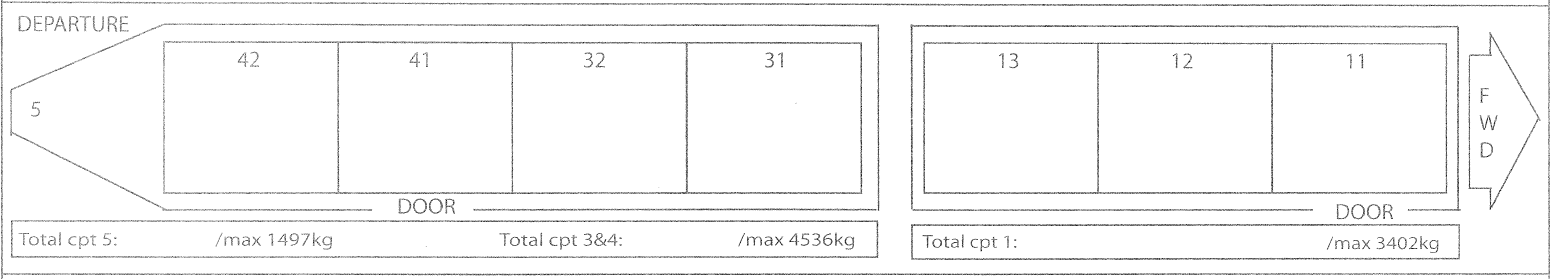 DEPARTURE
42 41 32 31 13 12 11
5
F
W
D
DOOR
DOOR
Total cpt 5: /max 1497kg Total cpt 3&4: /max 4536kg
Total cpt 1: /max 3402kg